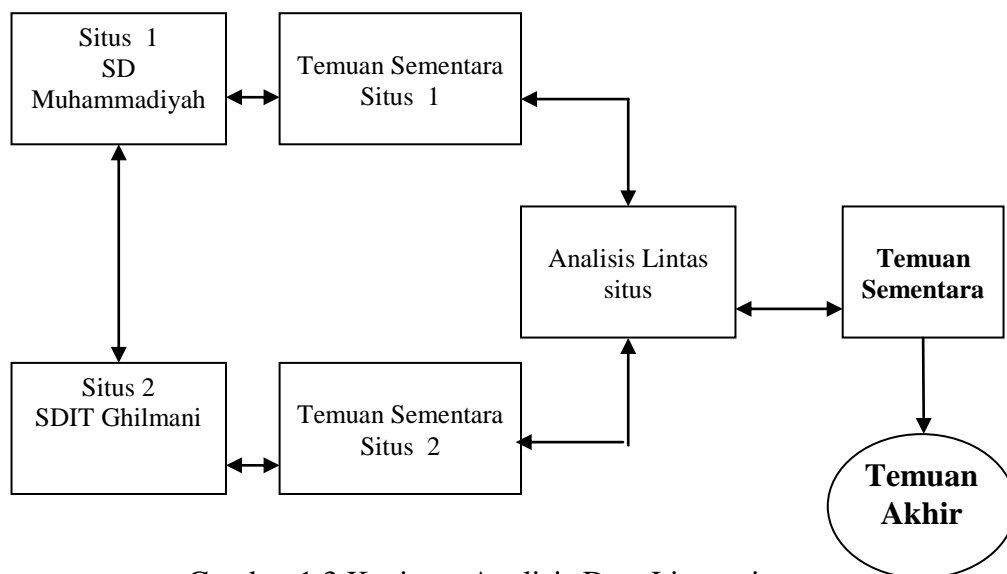 Situs 1
SD
Muhammadiyah
Temuan Sementara
Situs 1
Analisis Lintas
situs
Temuan
Sementara
Situs 2
SDIT Ghilmani
Temuan Sementara
Situs 2
Temuan
Akhir